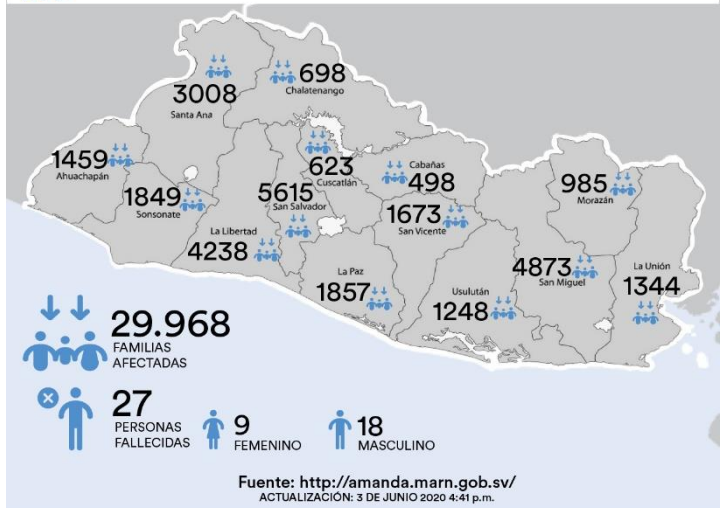 698
Chalatenango
3008
Santa Ana
1459
Ahuachapán
623
Cuscatlán
Cabañas
498
985
Morazán
1849
Sonsonate
5615
San Salvador
1673
San Vicente
La Libertad
4238
La Paz
1857
Usulután
1248
4873
San Miguel
La Unión
1344
29.968
FAMILIAS
AFECTADAS
27
PERSONAS
FALLECIDAS
9
FEMENINO
18
MASCULINO
Fuente: http://amanda.marn.gob.sv/
ACTUALIZACIÓN: 3 DE JUNIO 2020 4:41 p.m.